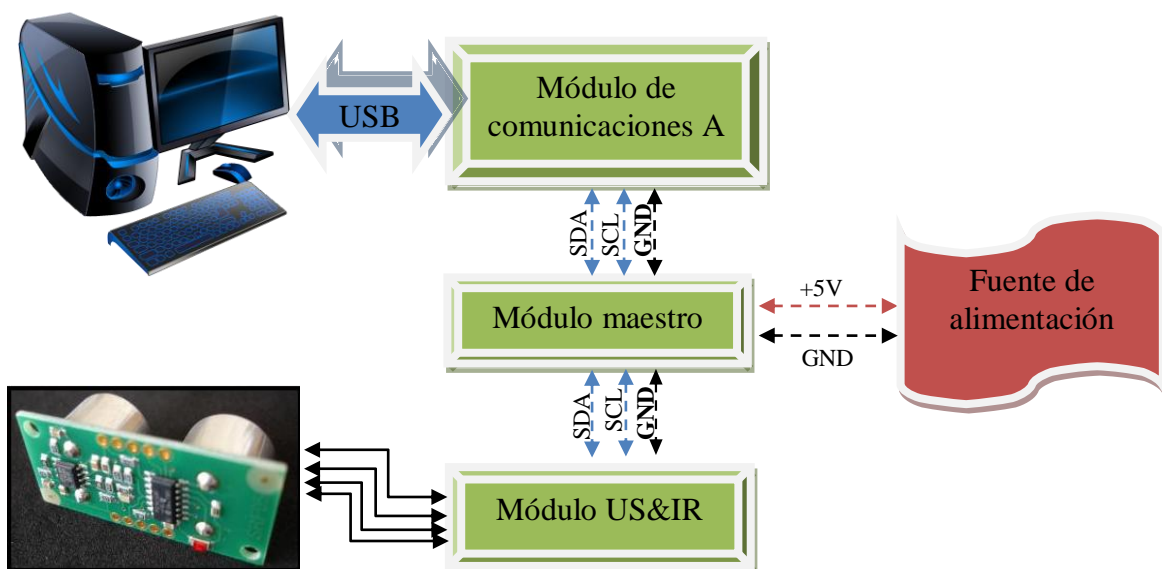 USB
Módulo de
comunicaciones A
SDA
SCL
GND
Módulo maestro
+5V
GND
Fuente de
alimentación
SDA
SCL
GND
Módulo US&IR